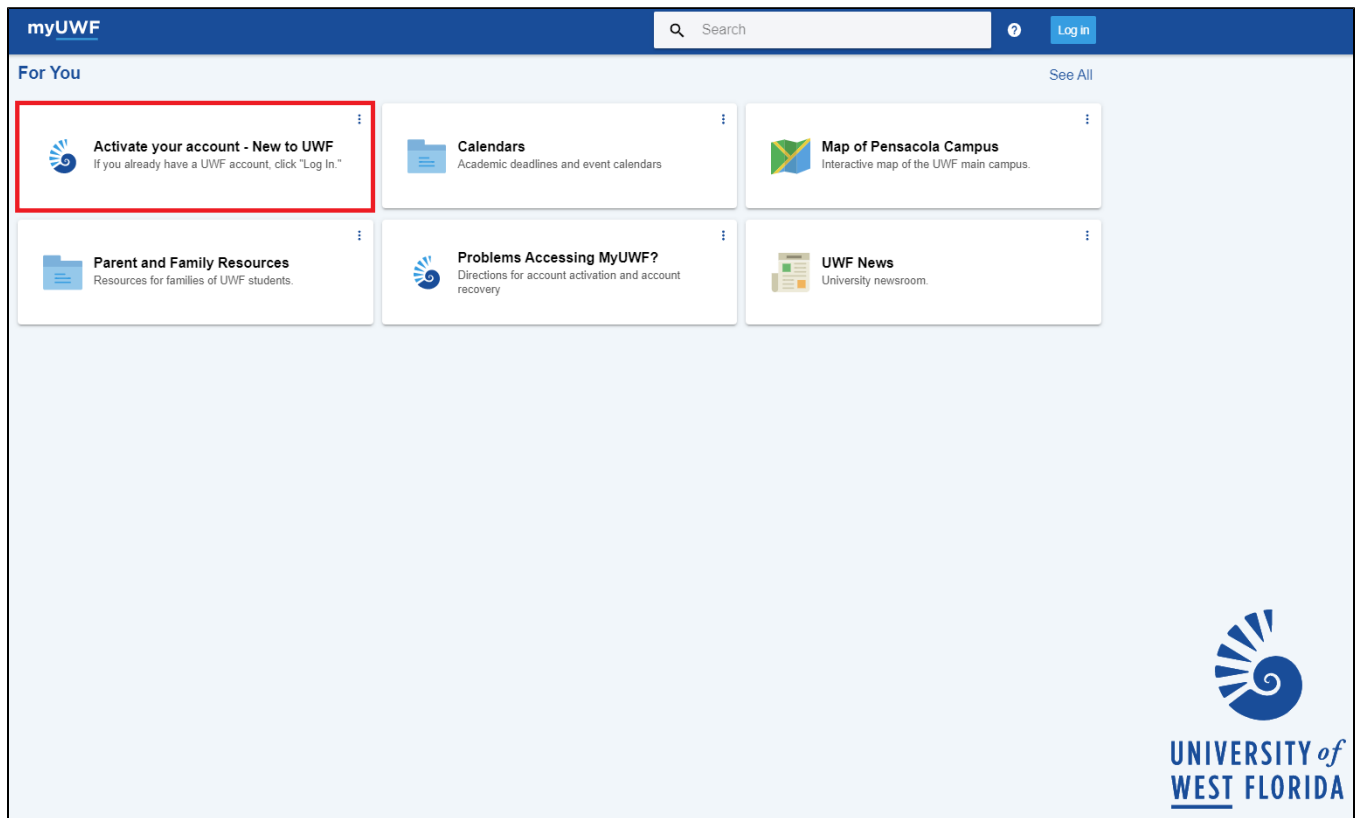 myUWF
Search
Log in
For You
See All
Activate your account - New to UWF
If you already have a UWF account, click "Log In."
Calendars
Academic deadlines and event calendars
Map of Pensacola Campus
Interactive map of the UWF main campus.
Parent and Family Resources
Resources for families of UWF students.
Problems Accessing MyUWF?
Directions for account activation and account
recovery
UWF News
University newsroom.
UNIVERSITY of
WEST FLORIDA